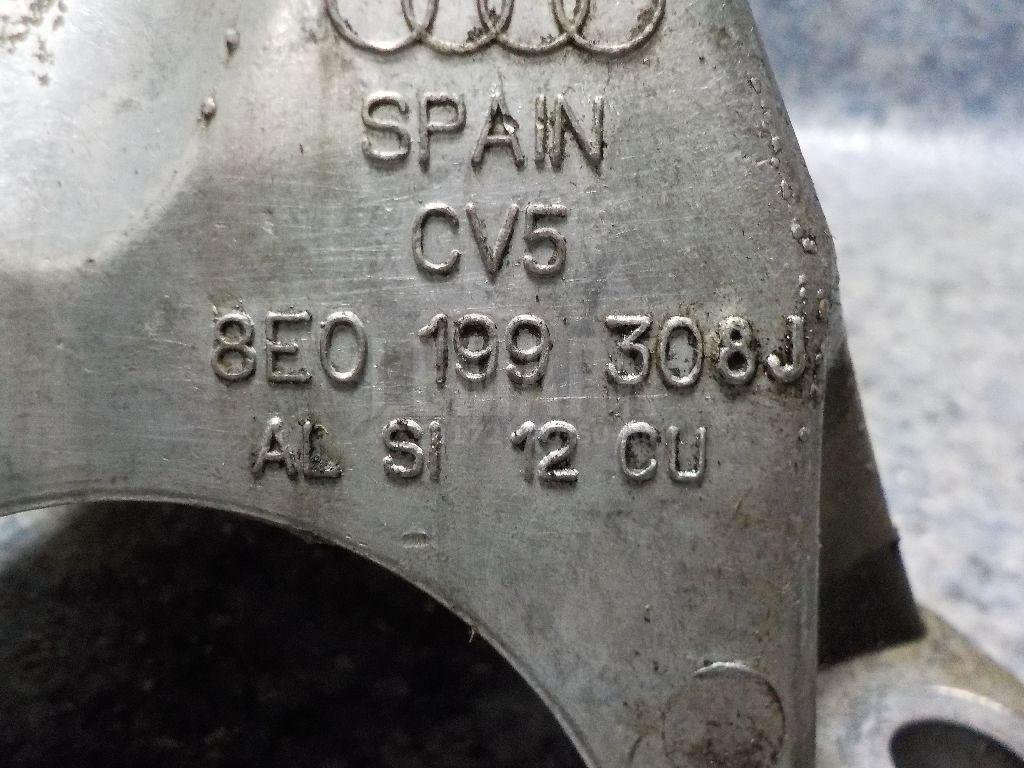 SPAIN
CV5
8E0 199 308J
AL SI 12 CU